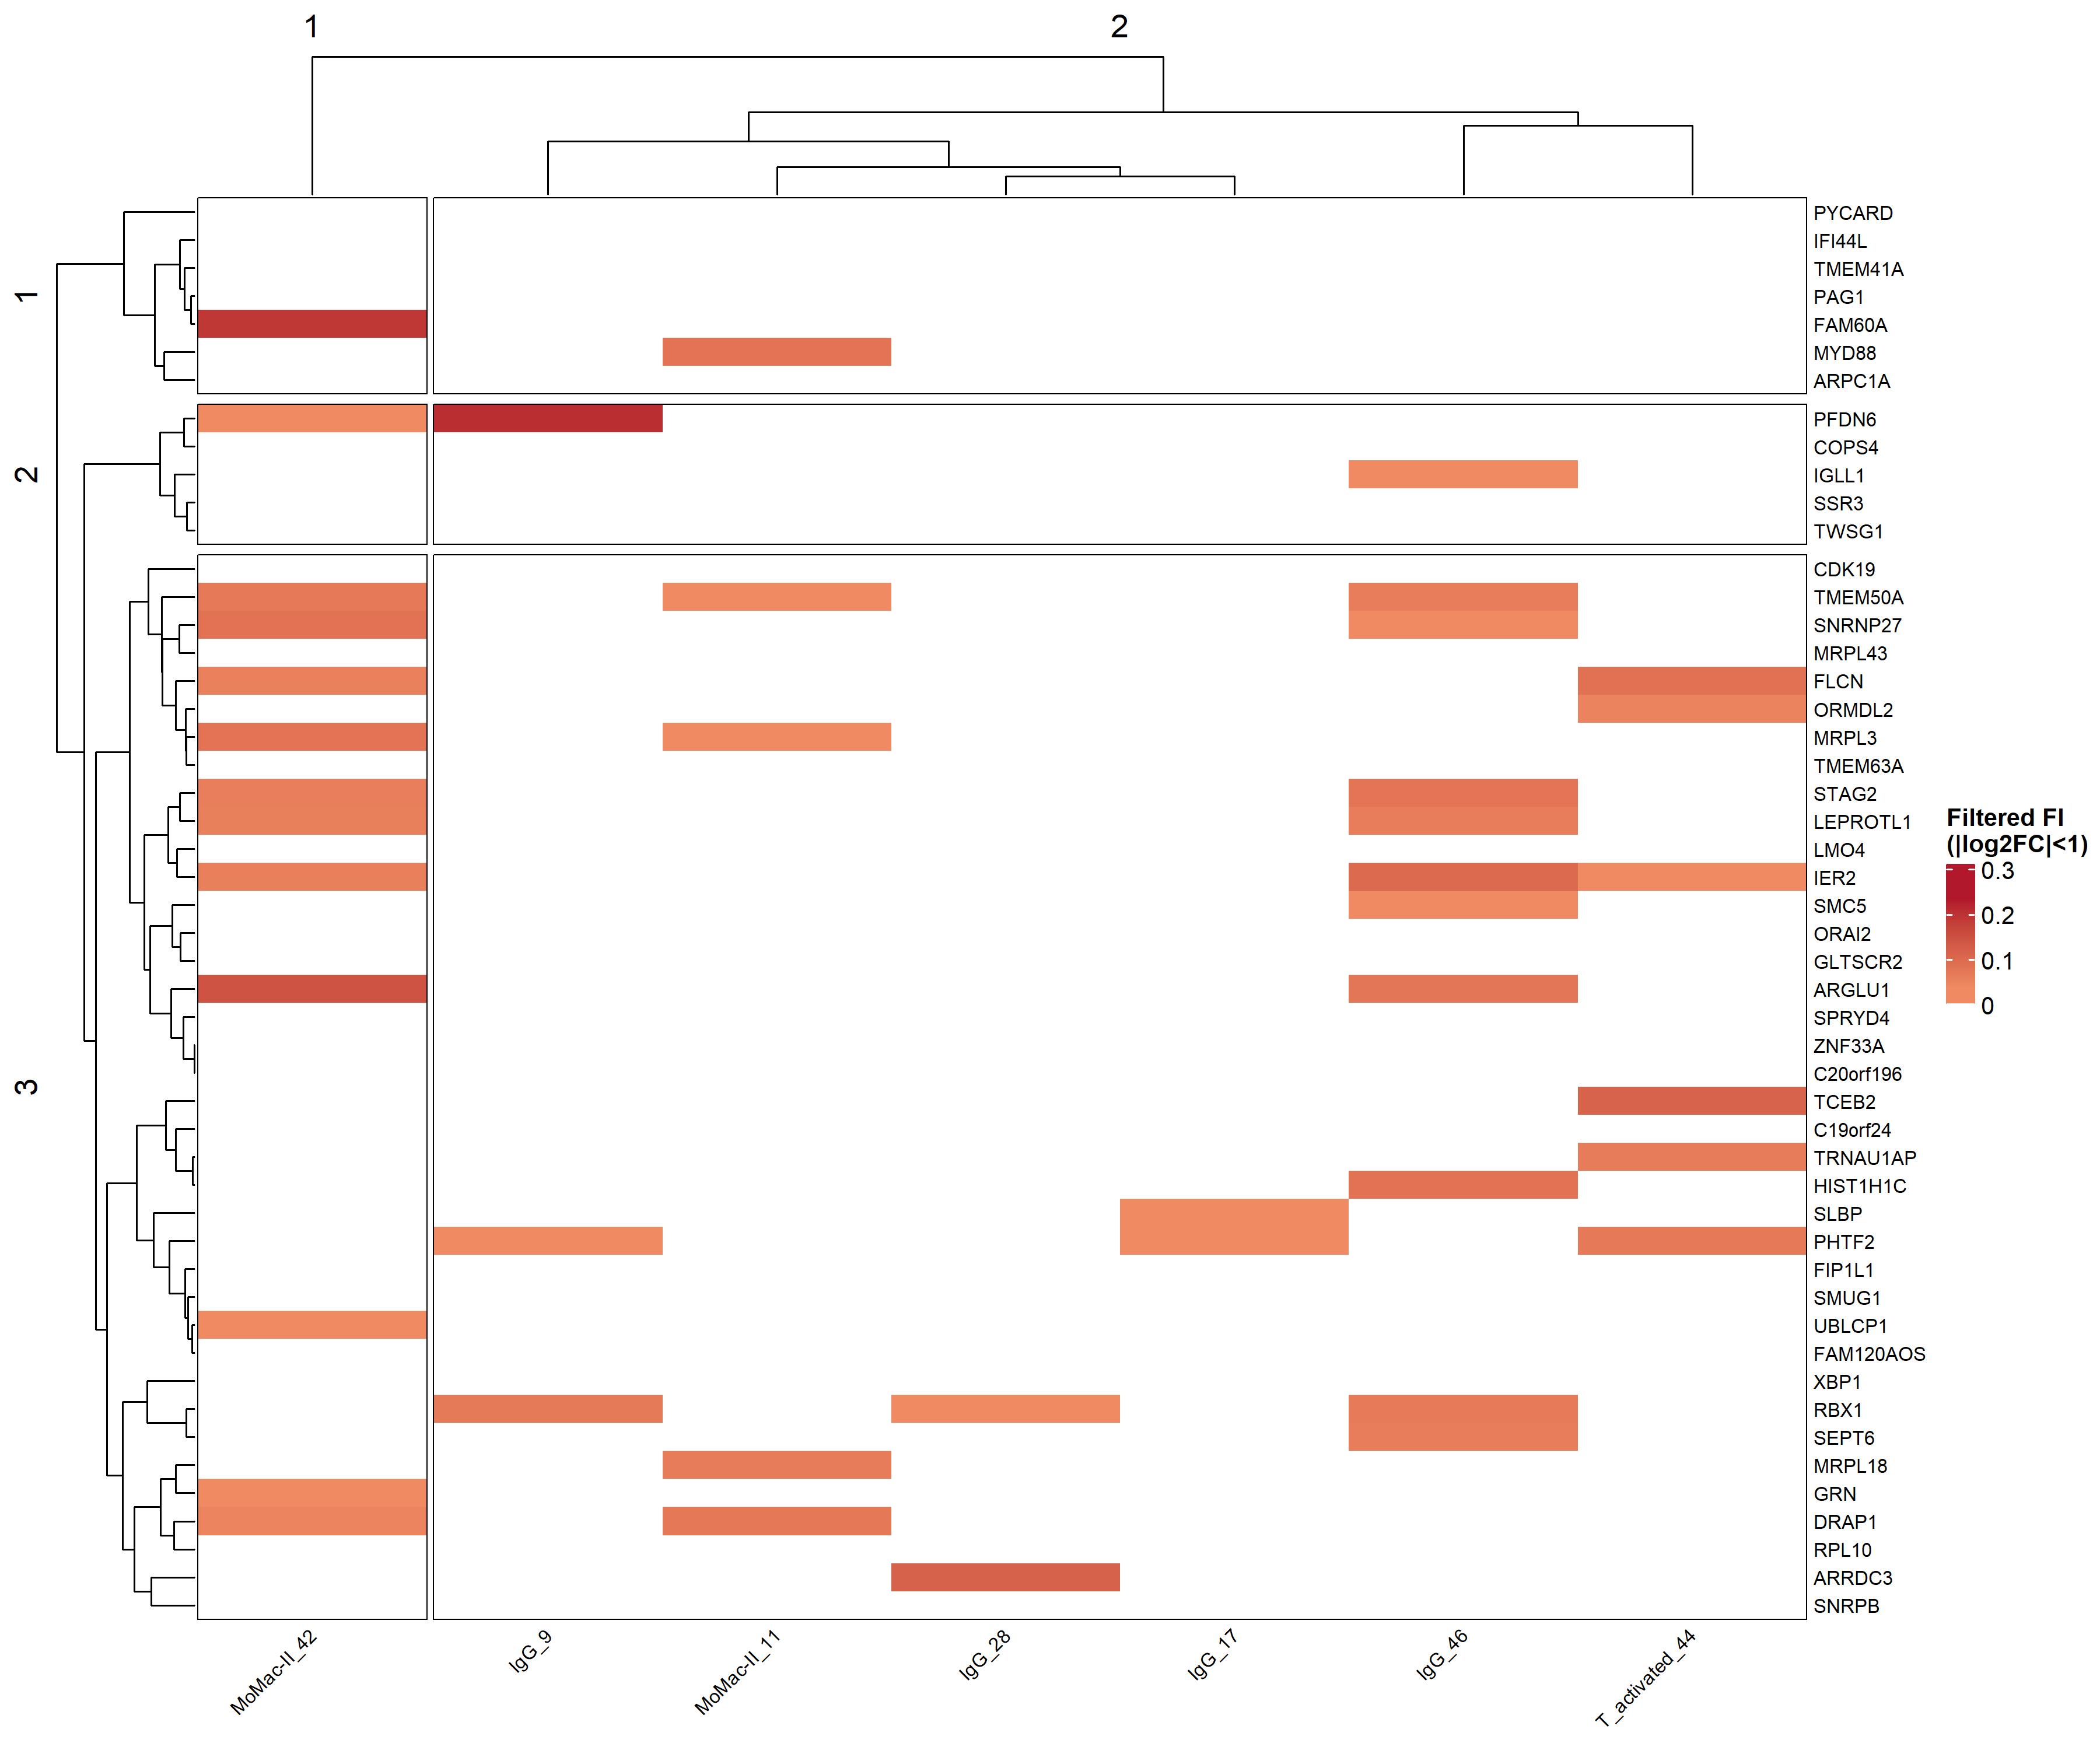 1
2
1
2
3
PYCARD
IFI44L
TMEM41A
PAG1
FAM60A
MYD88
ARPC1A
PFDN6
COPS4
IGLL1
SSR3
TWSG1
CDK19
TMEM50A
SNRNP27
MRPL43
FLCN
ORMDL2
MRPL3
TMEM63A
STAG2
LEPROTL1
LMO4
IER2
SMC5
ORAI2
GLTSCR2
ARGLU1
SPRYD4
ZNF33A
C20orf196
TCEB2
C19orf24
TRNAU1AP
HIST1H1C
SLBP
PHTF2
FIP1L1
SMUG1
UBLCP1
FAM120AOS
XBP1
RBX1
SEPT6
MRPL18
GRN
DRAP1
RPL10
ARRDC3
SNRPB
Filtered FI
(|log2FC|<1)
0.3
0.2
0.1
0
MoMac-II_42
IgG_9
MoMac-II_11
IgG_28
IgG_17
IgG_46
T_activated_44